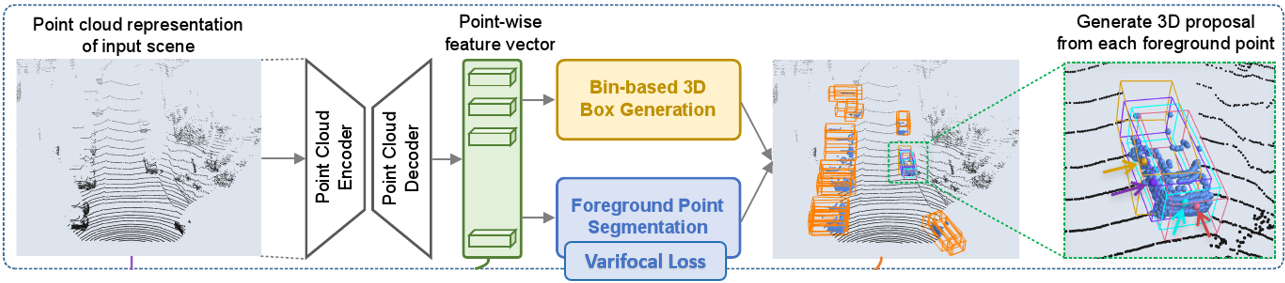 Point cloud representation
of input scene
Point Cloud
Encoder
Point Cloud
Decoder
Point-wise
feature vector
Bin-based 3D
Box Generation
Foreground Point
Segmentation
Varifocal Loss
Generate 3D proposal
from each foreground point